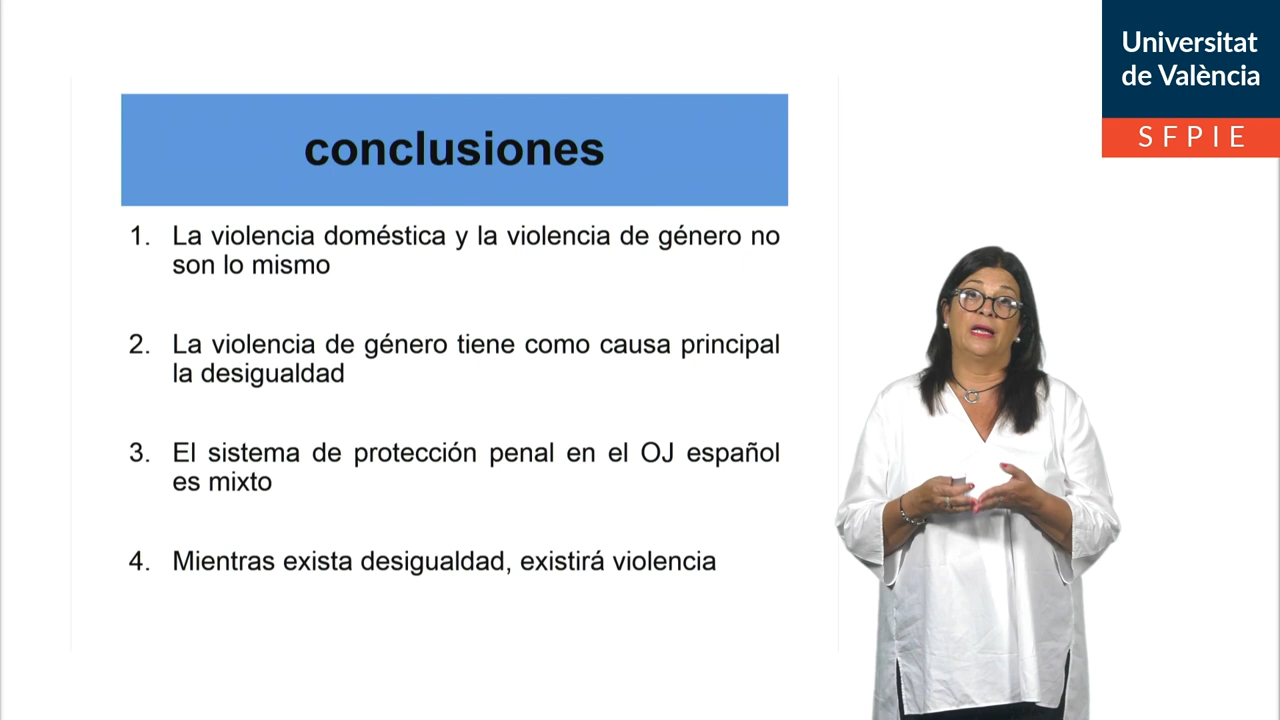 Universitat
de València
SFPIE
conclusiones
1. La violencia doméstica y la violencia de género no
son lo mismo
2. La violencia de género tiene como causa principal
la desigualdad
3. El sistema de protección penal en el OJ español
es mixto
4. Mientras exista desigualdad, existirá violencia